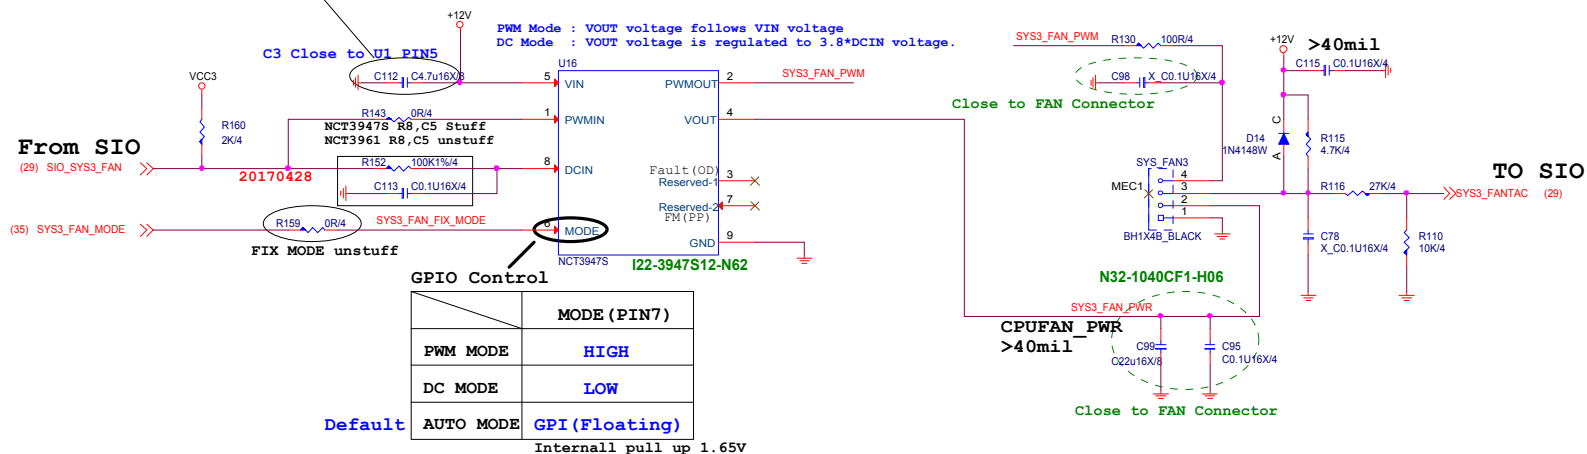 +12V
PWM Mode : VOUT voltage follows VIN voltage
DC Mode  : VOUT voltage is regulated to 3.8*DCIN voltage.
C3 Close to U1 PIN5
VCC3
C112 C4.7u16X/8
U16
5 VIN
PWMOUT 2
SYS3_FAN_PWM
R143 0R/4
1 PWMIN
VOUT 4
NCT3947S R8,C5 Stuff
NCT3961 R8,C5 unstuff
R160
2K/4
From SIO
(29) SIO_SYS3_FAN
20170428
R152 100K1%/4
8 DCIN
C113 C0.1U16X/4
Fault(OD)
Reserved-1 3
Reserved-2 7
FM(PP)
(35) SYS3_FAN_MODE
R159 0R/4
SYS3_FAN_FIX_MODE
6 MODE
GND 9
FIX MODE unstuff
NCT3947S
I22-3947S12-N62
GPIO Control
MODE(PIN7)
PWM MODE HIGH
DC MODE LOW
Default AUTO MODE GPI(Floating)
Internall pull up 1.65V
SYS3_FAN_PWM
R130 100R/4
C98 X_C0.1U16X/4
Close to FAN Connector
+12V
>40mil
C115 C0.1U16X/4
D14
1N4148W
C
A
R115
4.7K/4
SYS_FAN3
MEC1
4
3
2
1
BH1X4B_BLACK
N32-1040CF1-H06
TO SIO
R116 27K/4
SYS3_FANTAC (29)
C78
X_C0.1U16X/4
R110
10K/4
SYS3_FAN_PWR
CPUFAN_PWR
>40mil
C99
C22u16X/8
C95
C0.1U16X/4
Close to FAN Connector